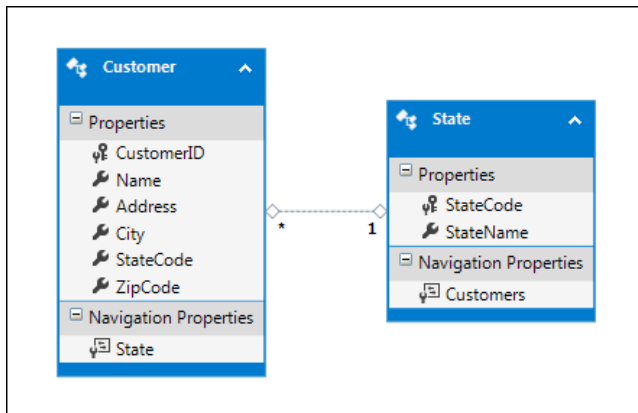 Customer
Properties
CustomerID
Name
Address
City
StateCode
ZipCode
Navigation Properties
State
*
1
State
Properties
StateCode
StateName
Navigation Properties
Customers